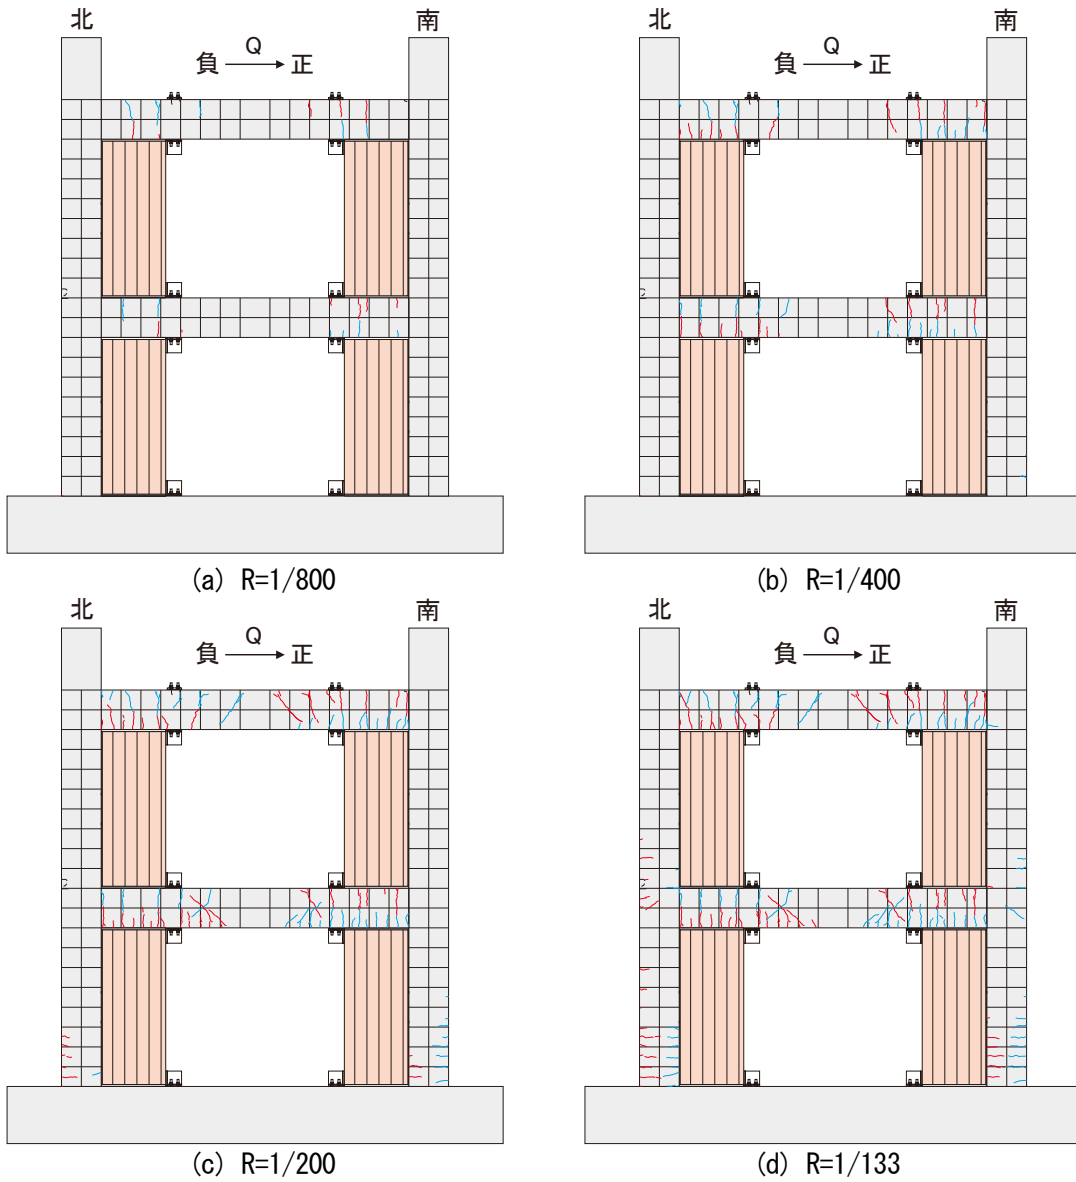 北 南
Q
負 正
(a) R=1/800
北 南
Q
負 正
(b) R=1/400
北 南
Q
負 正
(c) R=1/200
北 南
Q
負 正
(d) R=1/133